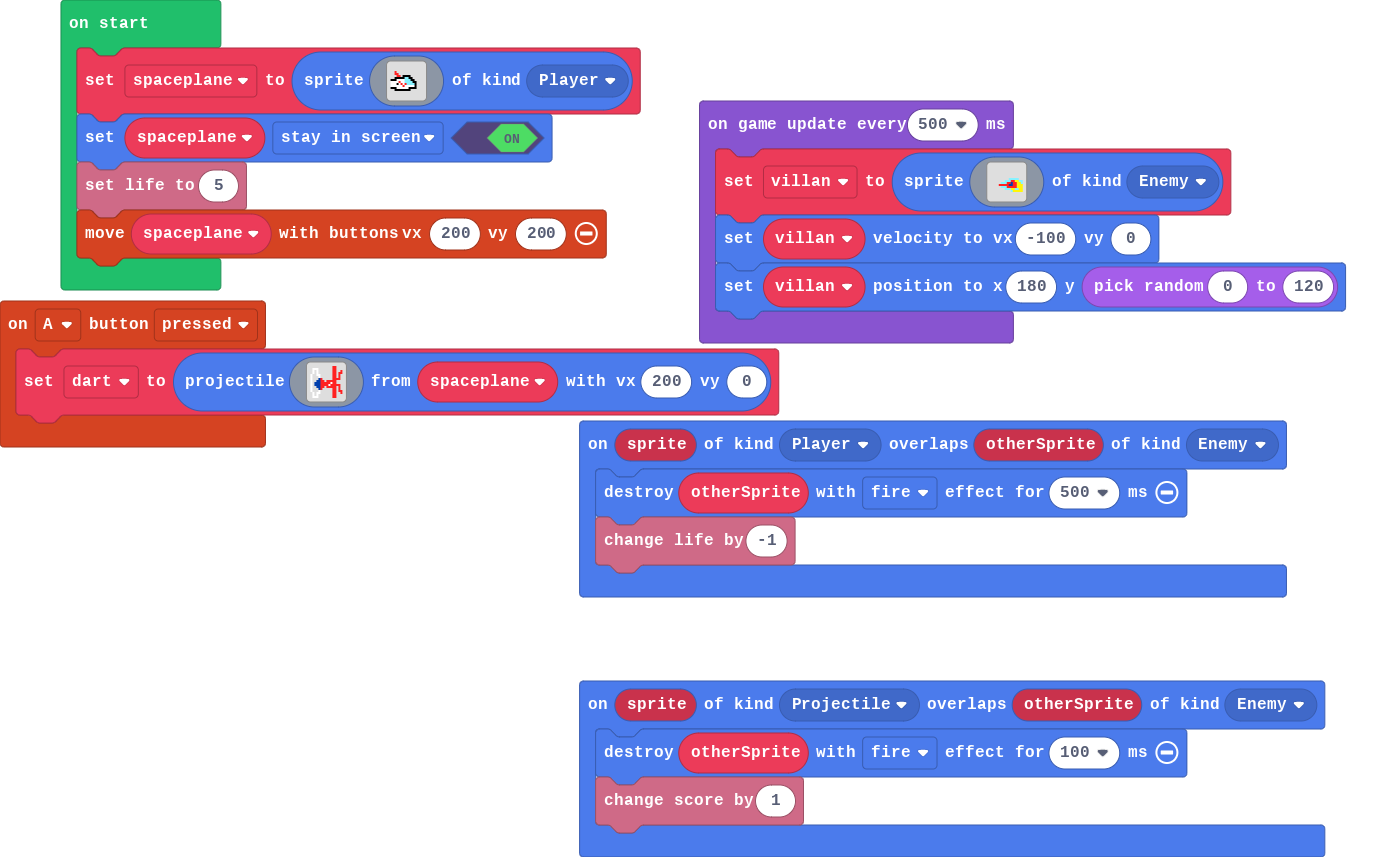 on start
set spaceplane to sprite of kind Player
set spaceplane stay in screen ON
set life to 5
move spaceplane with buttons vx 200 vy 200
on game update every 500 ms
set villan to sprite of kind Enemy
set villan velocity to vx -100 vy 0
set villan position to x 180 y pick random 0 to 120
on A button pressed
set dart to projectile from spaceplane with vx 200 vy 0
on sprite of kind Player overlaps otherSprite of kind Enemy
destroy otherSprite with fire effect for 500 ms
change life by -1
on sprite of kind Projectile overlaps otherSprite of kind Enemy
destroy otherSprite with fire effect for 100 ms
change score by 1